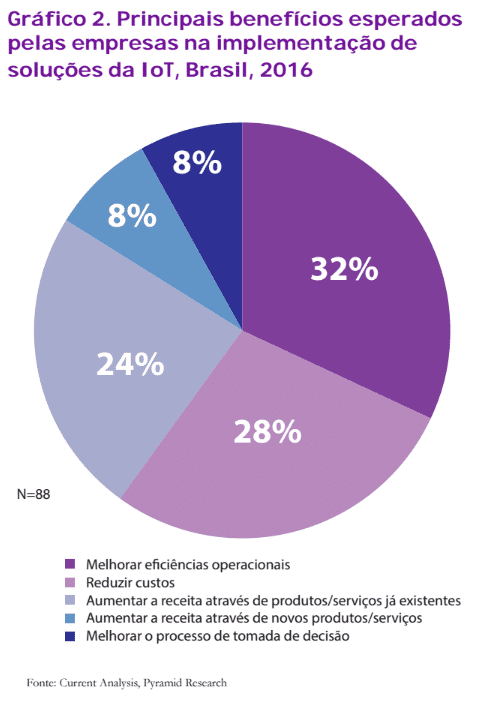 Gráfico 2. Principais benefícios esperados
pelas empresas na implementação de
soluções da IoT, Brasil, 2016
8%
8%
32%
24%
28%
N=88
Melhorar eficiências operacionais
Reduzir custos
Aumentar a receita através de produtos/serviços já existentes
Aumentar a receita através de novos produtos/serviços
Melhorar o processo de tomada de decisão
Fonte: Current Analysis, Pyramid Research